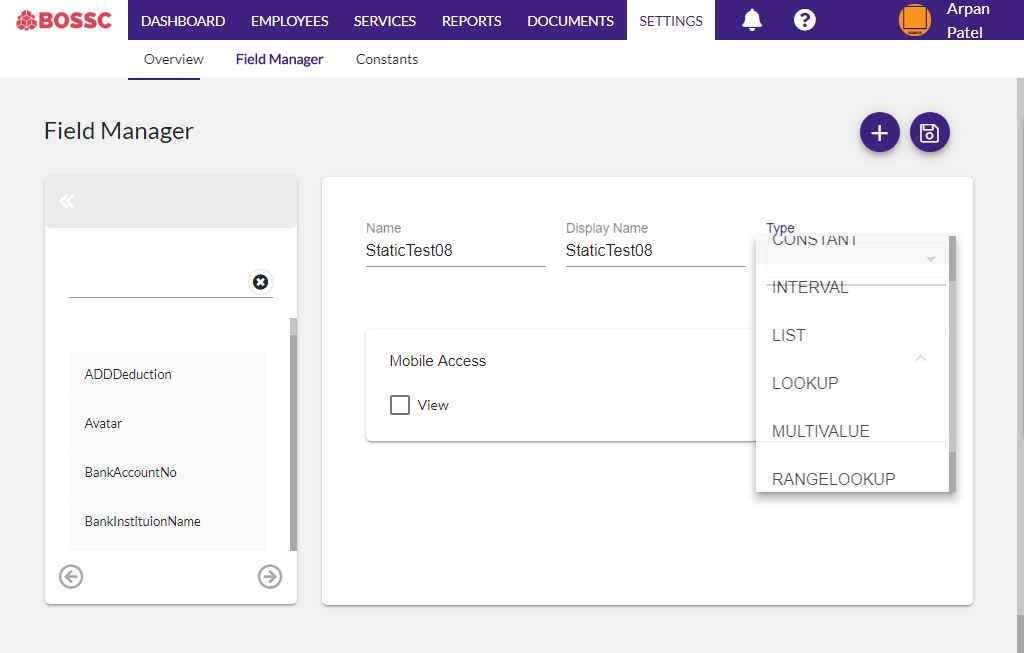 BOSSC
DASHBOARD EMPLOYEES SERVICES REPORTS DOCUMENTS SETTINGS
Arpan
Patel
Overview Field Manager Constants
Field Manager
Name
StaticTest08
Display Name
StaticTest08
Type
CONSTANT
INTERVAL
LIST
LOOKUP
MULTIVALUE
RANGELOOKUP
Mobile Access
View
ADDDeduction
Avatar
BankAccountNo
BankInstituionName